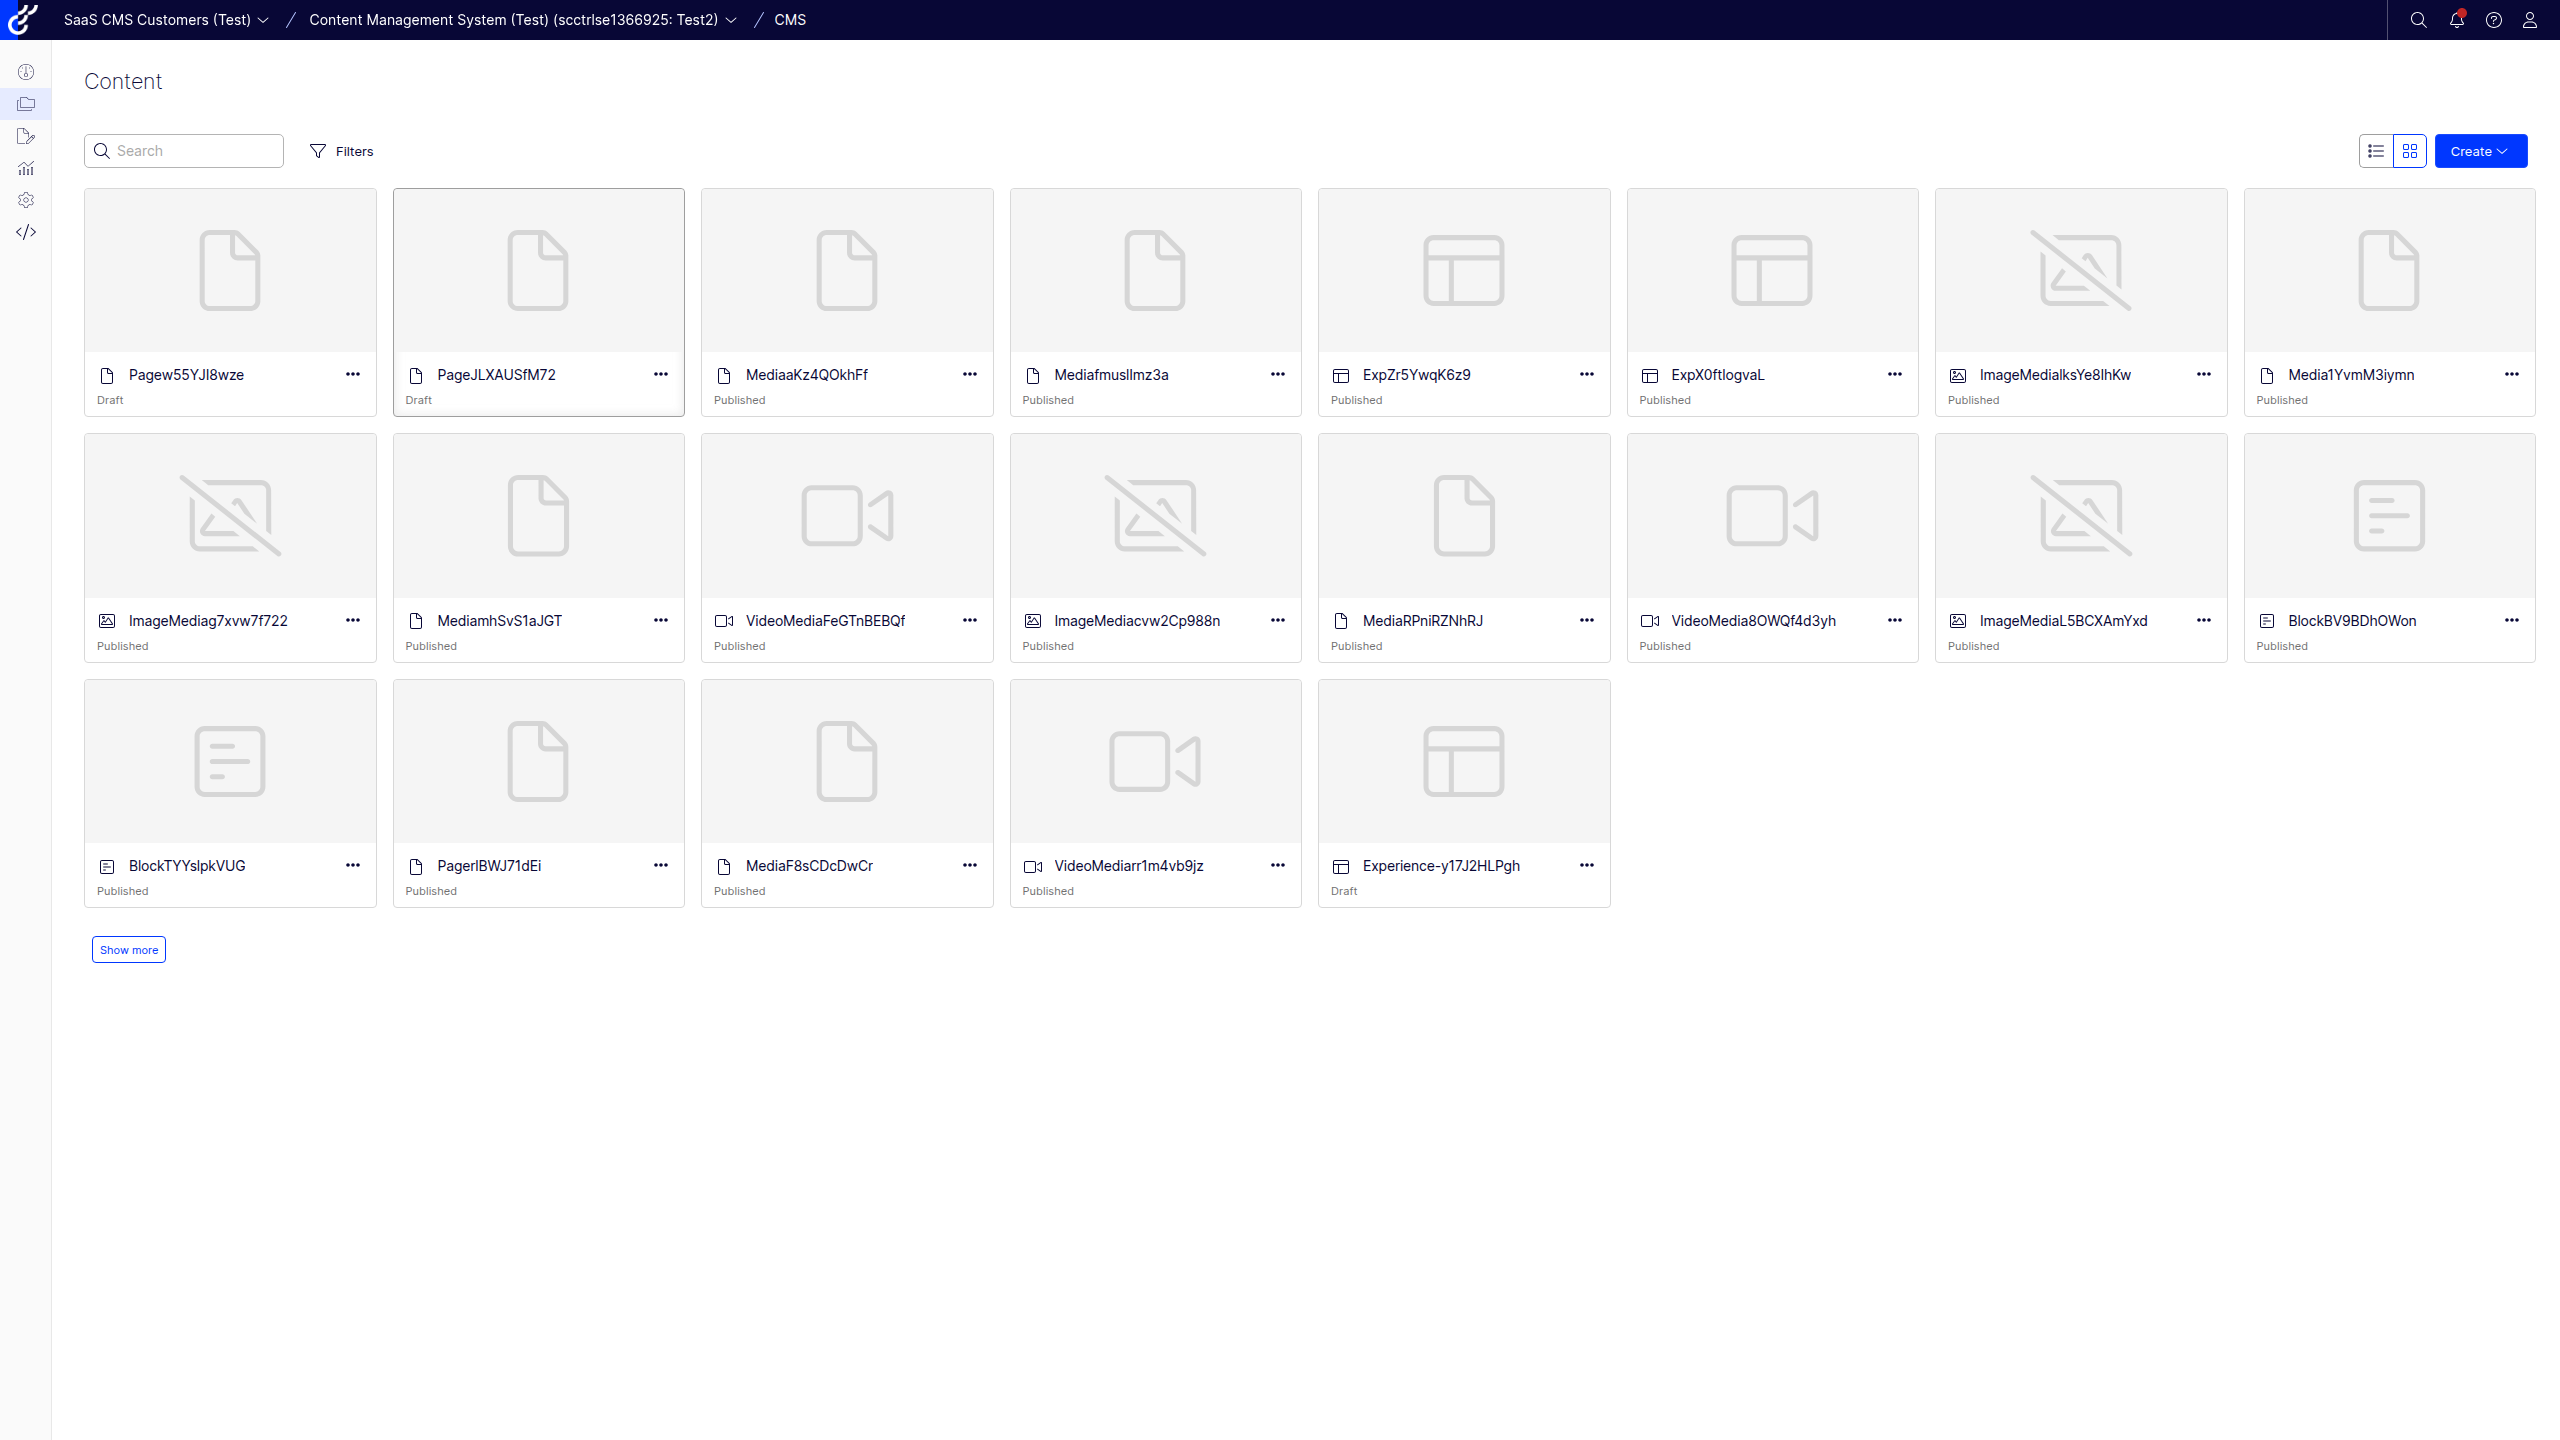 SaaS CMS Customers (Test) / Content Management System (Test) (scctrlse1366925: Test2) / CMS
Content
Search
Filters
Create
Pagew55YJl8wze
Draft
PageJLXAUSfM72
Draft
MediaaKz4QOkhFf
Published
Mediafmusllmz3a
Published
ExpZr5YwqK6z9
Published
ExpX0ftlogvaL
Published
ImageMedialksYe8lhKw
Published
Media1YvmM3iymn
Published
ImageMediag7xvw7f722
Published
MediamhSvS1aJGT
Published
VideoMediaFeGTnBEBQf
Published
ImageMediacvw2Cp988n
Published
MediaRPniRZNhRJ
Published
VideoMedia8OWQf4d3yh
Published
ImageMediaL5BCXAmYxd
Published
BlockBV9BDhOWon
Published
BlockTYYslpkVUG
Published
PagerlBWJ71dEi
Published
MediaF8sCDcDwCr
Published
VideoMediarr1m4vb9jz
Published
Experience-y17J2HLPgh
Draft
Show more